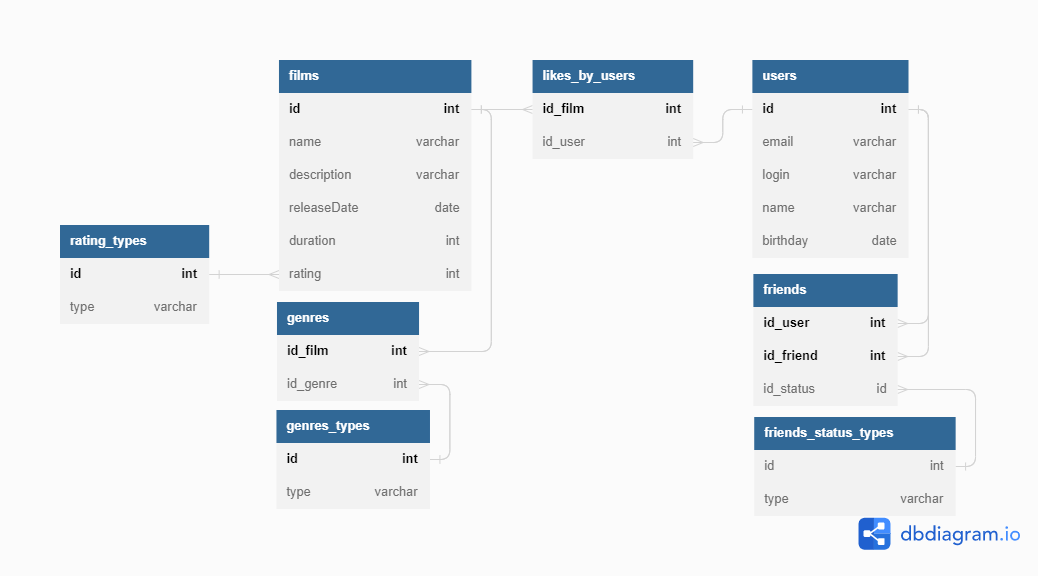 films
id int
name varchar
description varchar
releaseDate date
duration int
rating int
likes_by_users
id_film int
id_user int
users
id int
email varchar
login varchar
name varchar
birthday date
rating_types
id int
type varchar
genres
id_film int
id_genre int
genres_types
id int
type varchar
friends
id_user int
id_friend int
id_status id
friends_status_types
id int
type varchar
dbdiagram.io